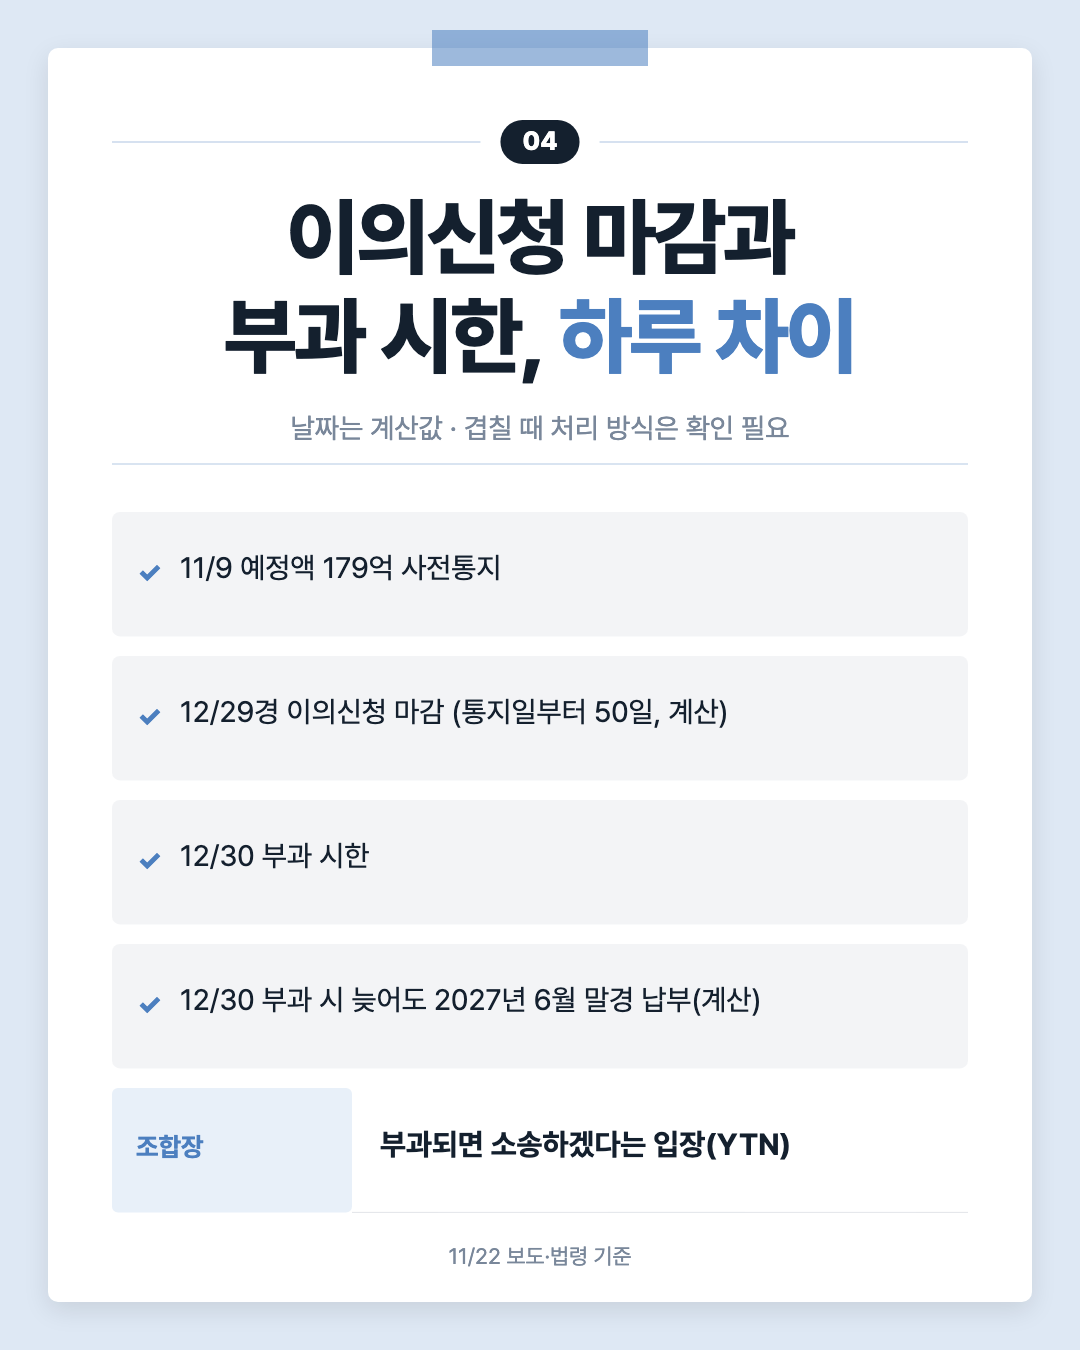 04
이의신청 마감과
부과 시한, 하루 차이
날짜는 계산값 · 겹칠 때 처리 방식은 확인 필요
11/9 예정액 179억 사전통지
12/29경 이의신청 마감 (통지일부터 50일, 계산)
12/30 부과 시한
12/30 부과 시 늦어도 2027년 6월 말경 납부(계산)
조합장
부과되면 소송하겠다는 입장(YTN)
11/22 보도·법령 기준